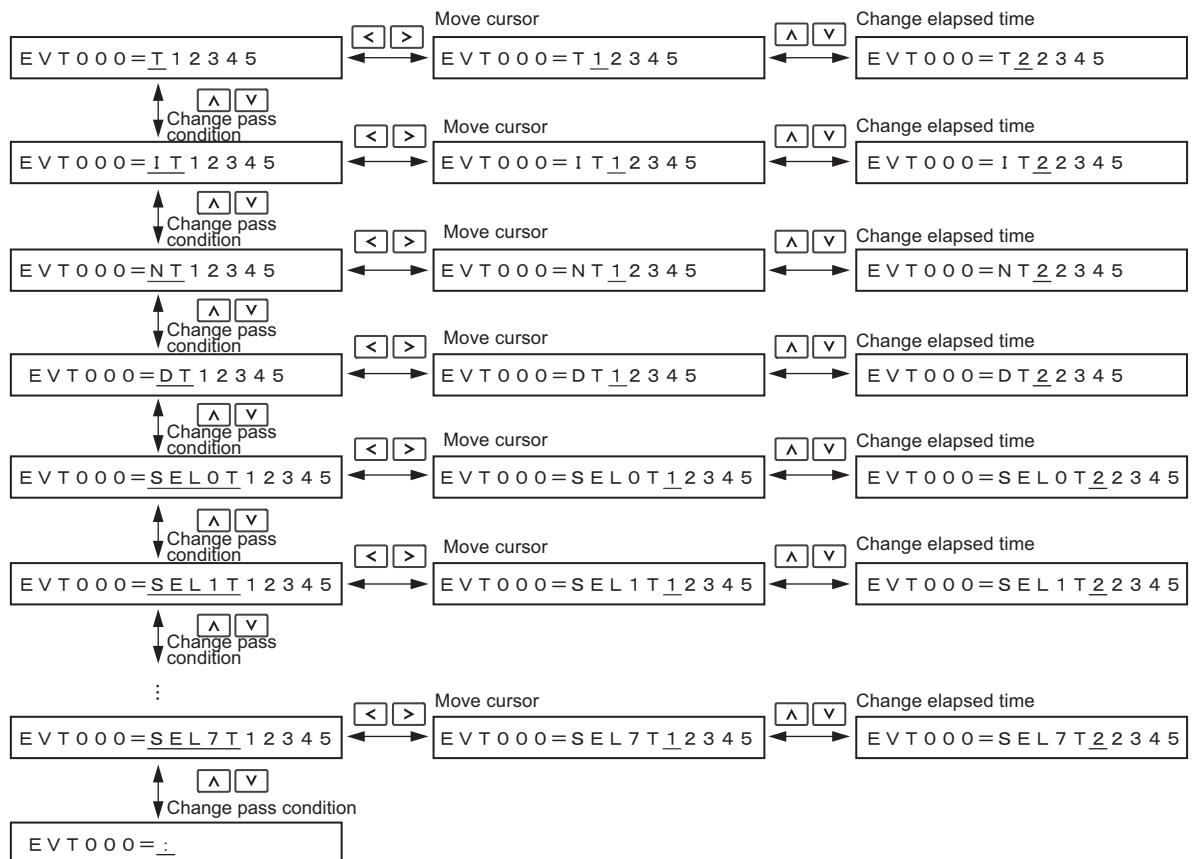 Move cursor
Change elapsed time
< >
∧ ∨
EVT000=T12345
EVT000=T12345
EVT000=T22345
∧ ∨
Change pass
condition
Move cursor
Change elapsed time
< >
∧ ∨
EVT000=IT12345
EVT000=IT12345
EVT000=IT22345
∧ ∨
Change pass
condition
Move cursor
Change elapsed time
< >
∧ ∨
EVT000=NT12345
EVT000=NT12345
EVT000=NT22345
∧ ∨
Change pass
condition
Move cursor
Change elapsed time
< >
∧ ∨
EVT000=DT12345
EVT000=DT12345
EVT000=DT22345
∧ ∨
Change pass
condition
Move cursor
Change elapsed time
< >
∧ ∨
EVT000=SEL0T12345
EVT000=SEL0T12345
EVT000=SEL0T22345
∧ ∨
Change pass
condition
Move cursor
Change elapsed time
< >
∧ ∨
EVT000=SEL1T12345
EVT000=SEL1T12345
EVT000=SEL1T22345
∧ ∨
Change pass
condition
⋮
Move cursor
Change elapsed time
< >
∧ ∨
EVT000=SEL7T12345
EVT000=SEL7T12345
EVT000=SEL7T22345
∧ ∨
Change pass condition
EVT000=: